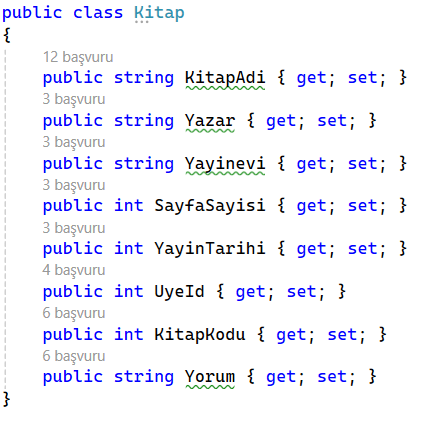 public class Kitap
{
12 başvuru
public string KitapAdi { get; set; }
3 başvuru
public string Yazar { get; set; }
3 başvuru
public string Yayinevi { get; set; }
3 başvuru
public int SayfaSayisi { get; set; }
3 başvuru
public int YayinTarihi { get; set; }
4 başvuru
public int UyeId { get; set; }
6 başvuru
public int KitapKodu { get; set; }
6 başvuru
public string Yorum { get; set; }
}